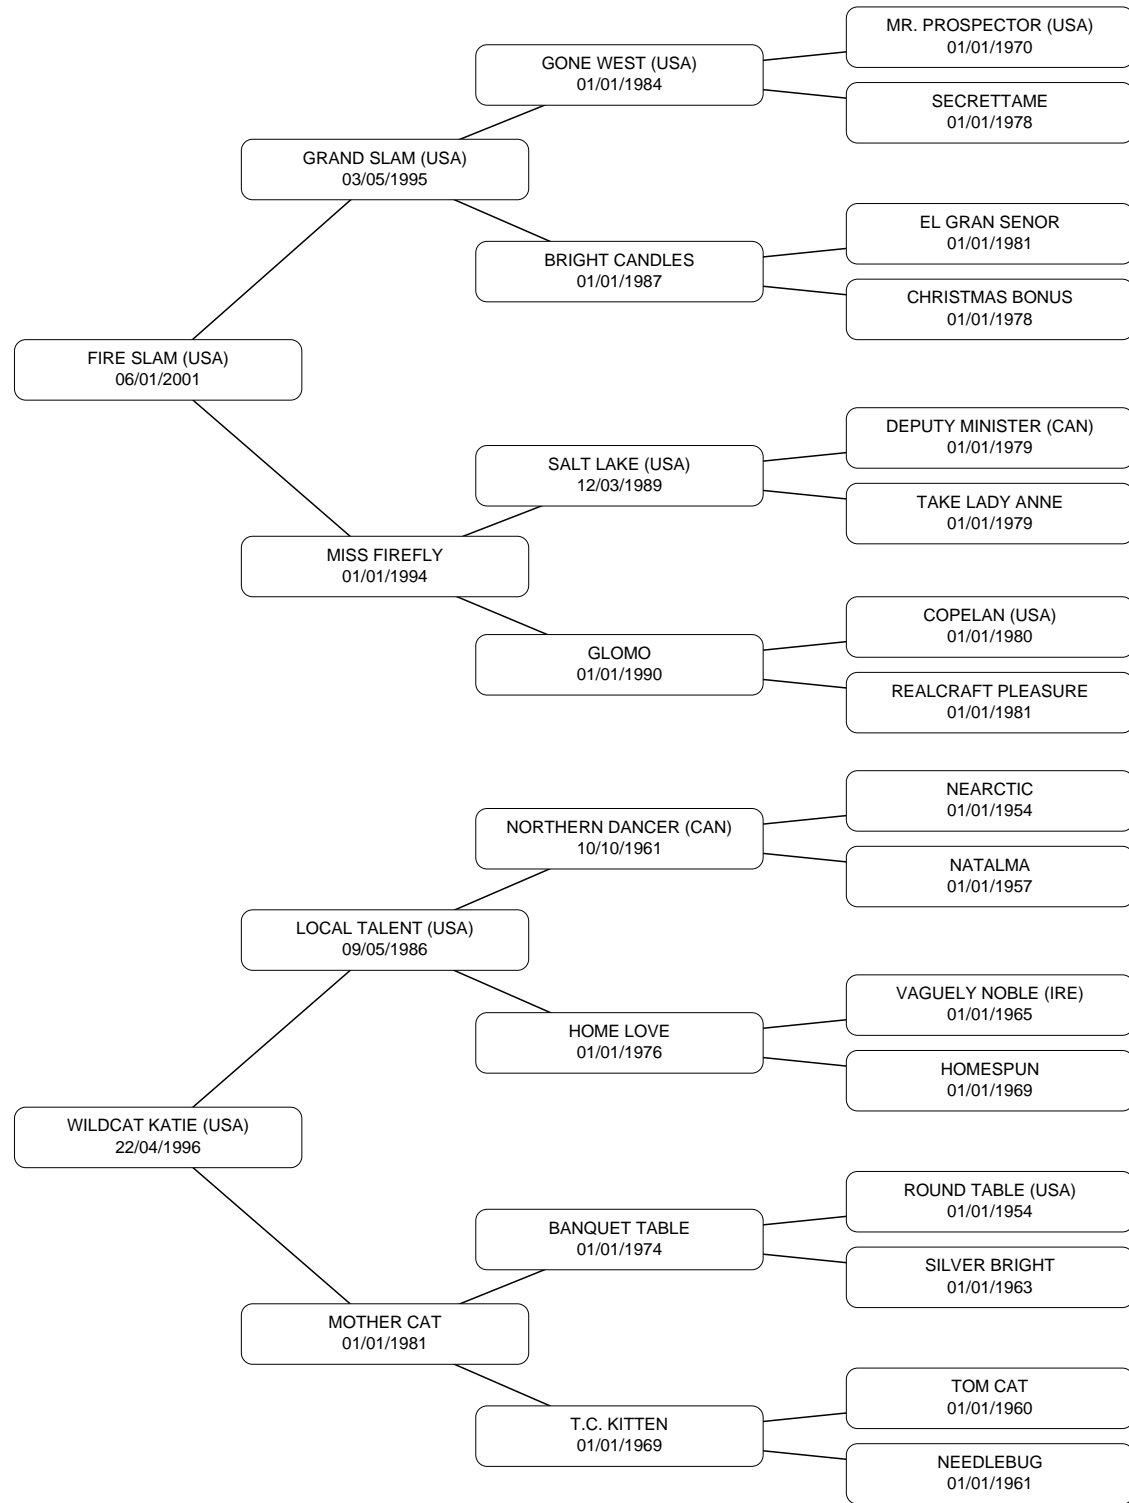 MR. PROSPECTOR (USA)
01/01/1970
GONE WEST (USA)
01/01/1984
SECRETTAME
01/01/1978
GRAND SLAM (USA)
03/05/1995
EL GRAN SENOR
01/01/1981
BRIGHT CANDLES
01/01/1987
CHRISTMAS BONUS
01/01/1978
FIRE SLAM (USA)
06/01/2001
DEPUTY MINISTER (CAN)
01/01/1979
SALT LAKE (USA)
12/03/1989
TAKE LADY ANNE
01/01/1979
MISS FIREFLY
01/01/1994
COPELAN (USA)
01/01/1980
GLOMO
01/01/1990
REALCRAFT PLEASURE
01/01/1981
NEARCTIC
01/01/1954
NORTHERN DANCER (CAN)
10/10/1961
NATALMA
01/01/1957
LOCAL TALENT (USA)
09/05/1986
VAGUELY NOBLE (IRE)
01/01/1965
HOME LOVE
01/01/1976
HOMESPUN
01/01/1969
WILDCAT KATIE (USA)
22/04/1996
ROUND TABLE (USA)
01/01/1954
BANQUET TABLE
01/01/1974
SILVER BRIGHT
01/01/1963
MOTHER CAT
01/01/1981
TOM CAT
01/01/1960
T.C. KITTEN
01/01/1969
NEEDLEBUG
01/01/1961